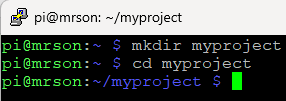 pi@mrson: ~/myproject
pi@mrson:~ $ mkdir myproject
pi@mrson:~ $ cd myproject
pi@mrson:~/myproject $